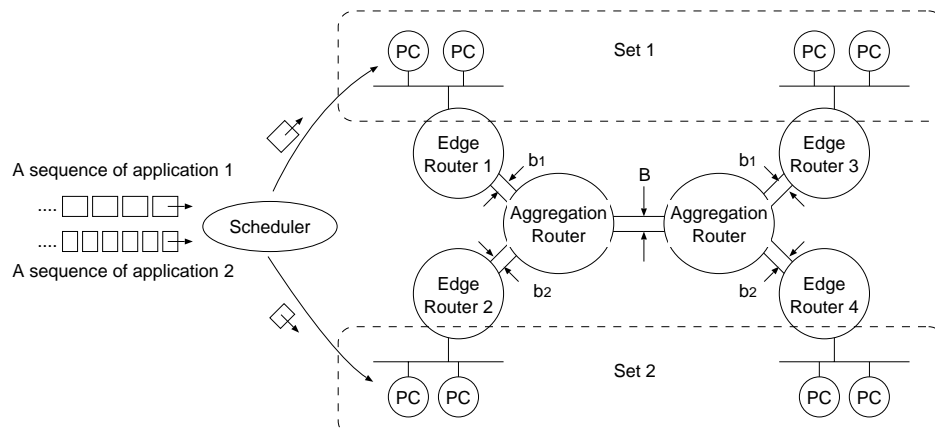 PC PC Set 1 PC PC
Edge Router 1
Edge Router 3
A sequence of application 1
b1
B
b1
....
Scheduler
Aggregation Router
Aggregation Router
....
A sequence of application 2
Edge Router 2
b2
b2
Edge Router 4
Set 2
PC PC PC PC